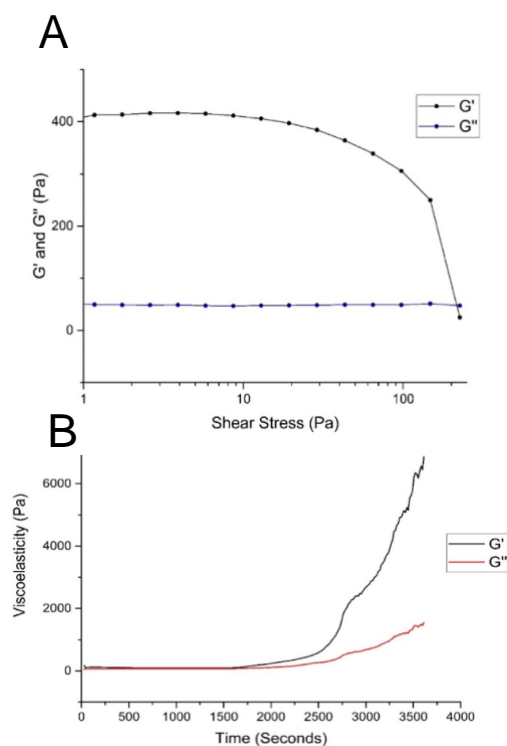 A
G' and G" (Pa)
400
200
0
G'
G"
1
10
100
Shear Stress (Pa)
B
Viscoelasticity (Pa)
6000
4000
2000
0
G'
G"
0
500
1000
1500
2000
2500
3000
3500
4000
Time (Seconds)